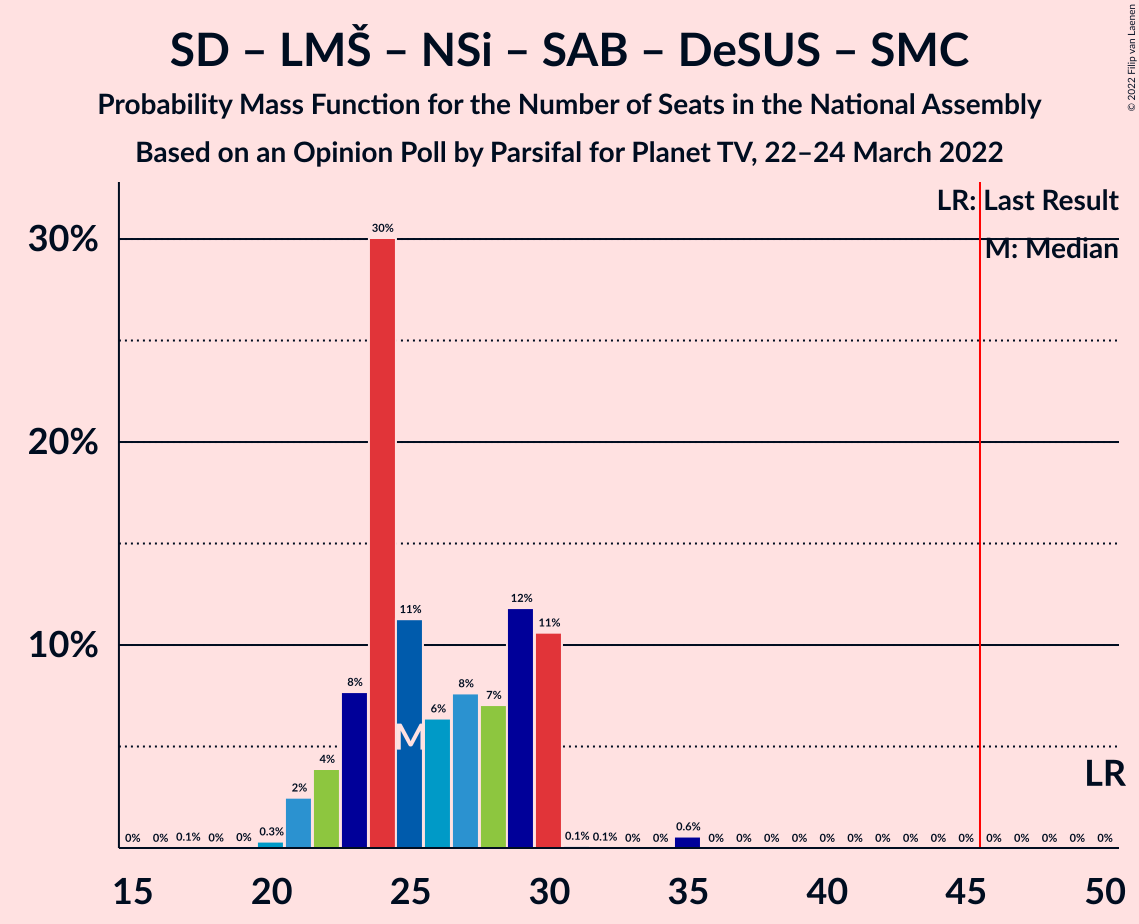 SD – LMŠ – NSi – SAB – DeSUS – SMC
Probability Mass Function for the Number of Seats in the National Assembly
Based on an Opinion Poll by Parsifal for Planet TV, 22–24 March 2022
© 2022 Filip van Laenen
LR: Last Result
M: Median
30%
20%
10%
0% 0% 0.1% 0% 0% 0.3% 2% 4% 8% 30% 11% 6% 8% 7% 12% 11% 0.1% 0.1% 0% 0% 0.6% 0% 0% 0% 0% 0% 0% 0% 0% 0% 0% 0% 0% 0% 0% 0%
M
LR
15 20 25 30 35 40 45 50